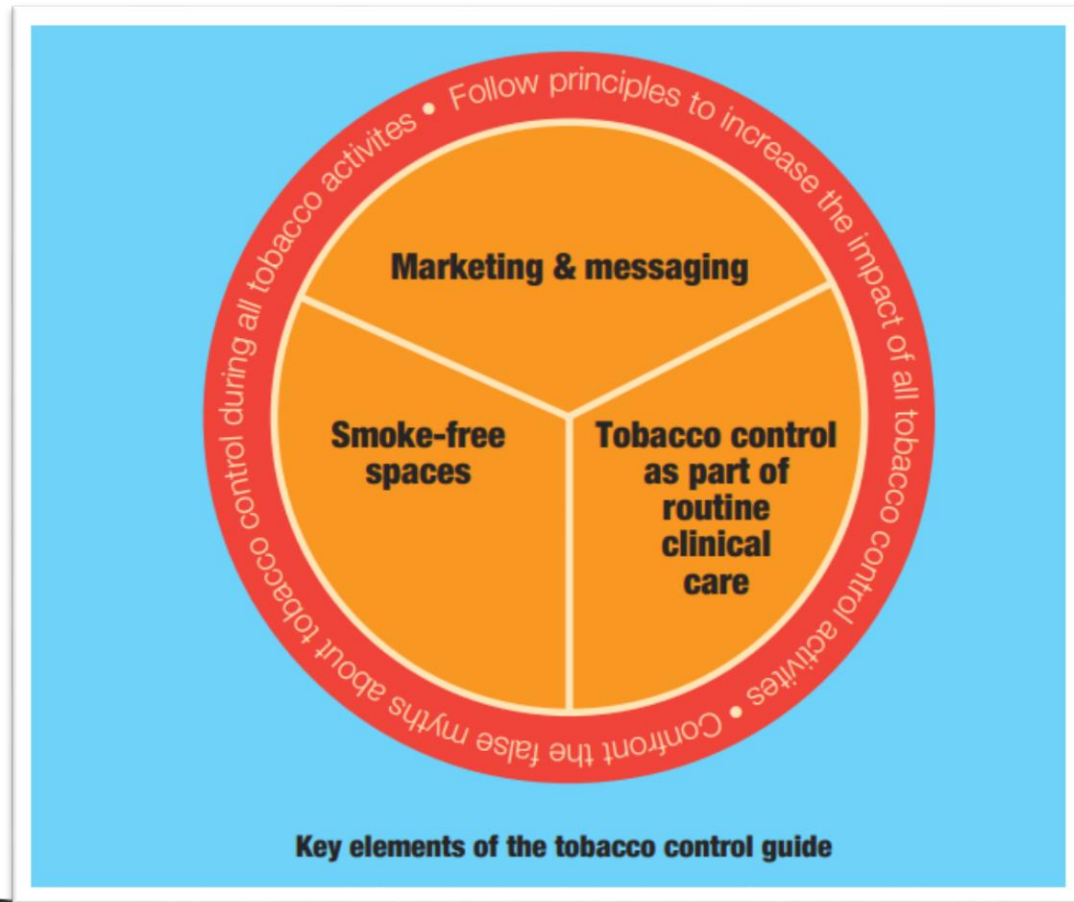 Follow principles to increase the impact of all tobacco control activites •
Confront the false myths about tobacco control during all tobacco activites •
Marketing & messaging
Smoke-free
spaces
Tobacco control
as part of
routine
clinical
care
Key elements of the tobacco control guide